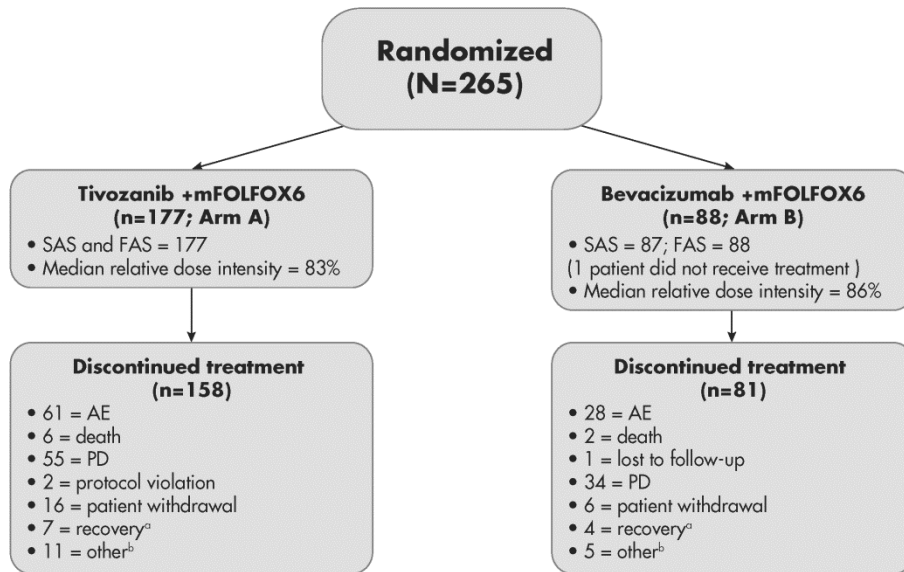 Randomized
(N=265)
Tivozanib +mFOLFOX6
(n=177; Arm A)
• SAS and FAS = 177
• Median relative dose intensity = 83%
Bevacizumab +mFOLFOX6
(n=88; Arm B)
• SAS = 87; FAS = 88
(1 patient did not receive treatment )
• Median relative dose intensity = 86%
Discontinued treatment
(n=158)
• 61 = AE
• 6 = death
• 55 = PD
• 2 = protocol violation
• 16 = patient withdrawal
• 7 = recoveryᵃ
• 11 = otherᵇ
Discontinued treatment
(n=81)
• 28 = AE
• 2 = death
• 1 = lost to follow-up
• 34 = PD
• 6 = patient withdrawal
• 4 = recoveryᵃ
• 5 = otherᵇ